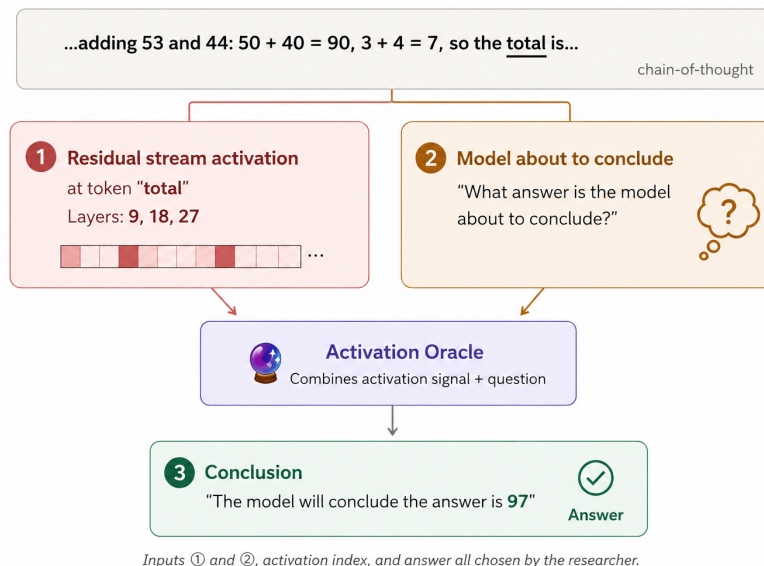 ...adding 53 and 44: 50 + 40 = 90, 3 + 4 = 7, so the total is...
chain-of-thought
1 Residual stream activation
at token "total"
Layers: 9, 18, 27
...
2 Model about to conclude
"What answer is the model
about to conclude?"
?
Activation Oracle
Combines activation signal + question
3 Conclusion
"The model will conclude the answer is 97"
Answer
Inputs ① and ②, activation index, and answer all chosen by the researcher.